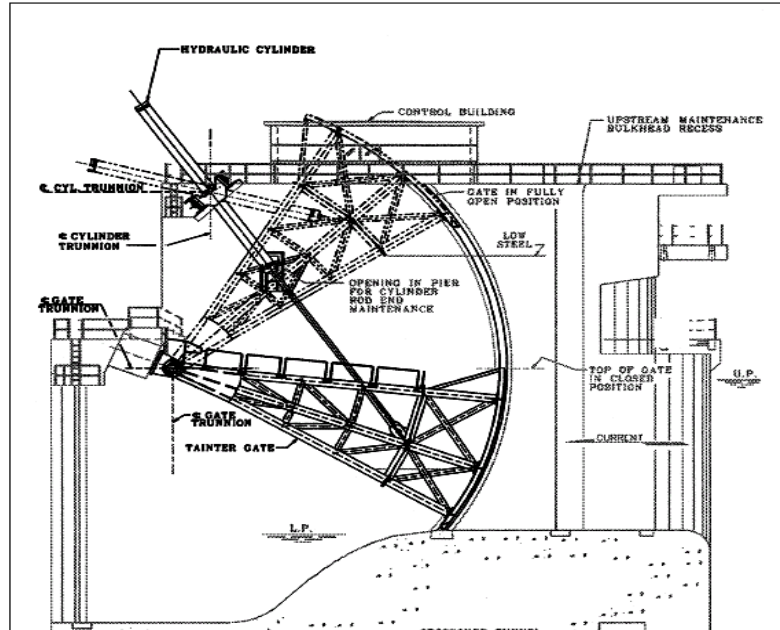 HYDRAULIC CYLINDER
CONTROL BUILDING
UPSTREAM MAINTENANCE
BULKHEAD RECESS
℄ CYL TRUNNION
GATE IN FULLY
OPEN POSITION
℄ CYLINDER
TRUNNION
LOW
STEEL
℄ GATE
TRUNNION
OPENING IN PIER
FOR CYLINDER
ROD END
MAINTENANCE
TOP OF GATE
IN CLOSED
POSITION
U.P.
℄ GATE
TRUNNION
TAINTER GATE
CURRENT
L.P.